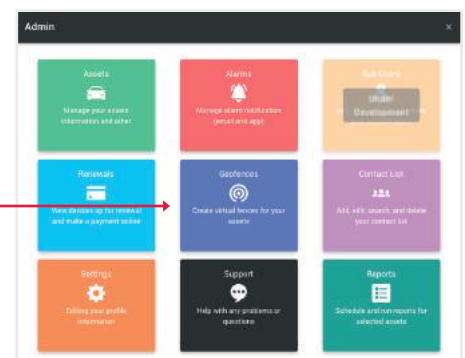 Admin
×
Assets
Manage your assets
information and other
Alarms
Manage alarm notification
(email and app)
Sub Users
Under
Development
Renewals
View devices up for renewal
and make a payment online
Geofences
Create virtual fences for your
assets
Contact List
Add, edit, search, and delete
your contact list
Settings
Editing your profile
information
Support
Help with any problems or
questions
Reports
Schedule and run reports for
selected assets